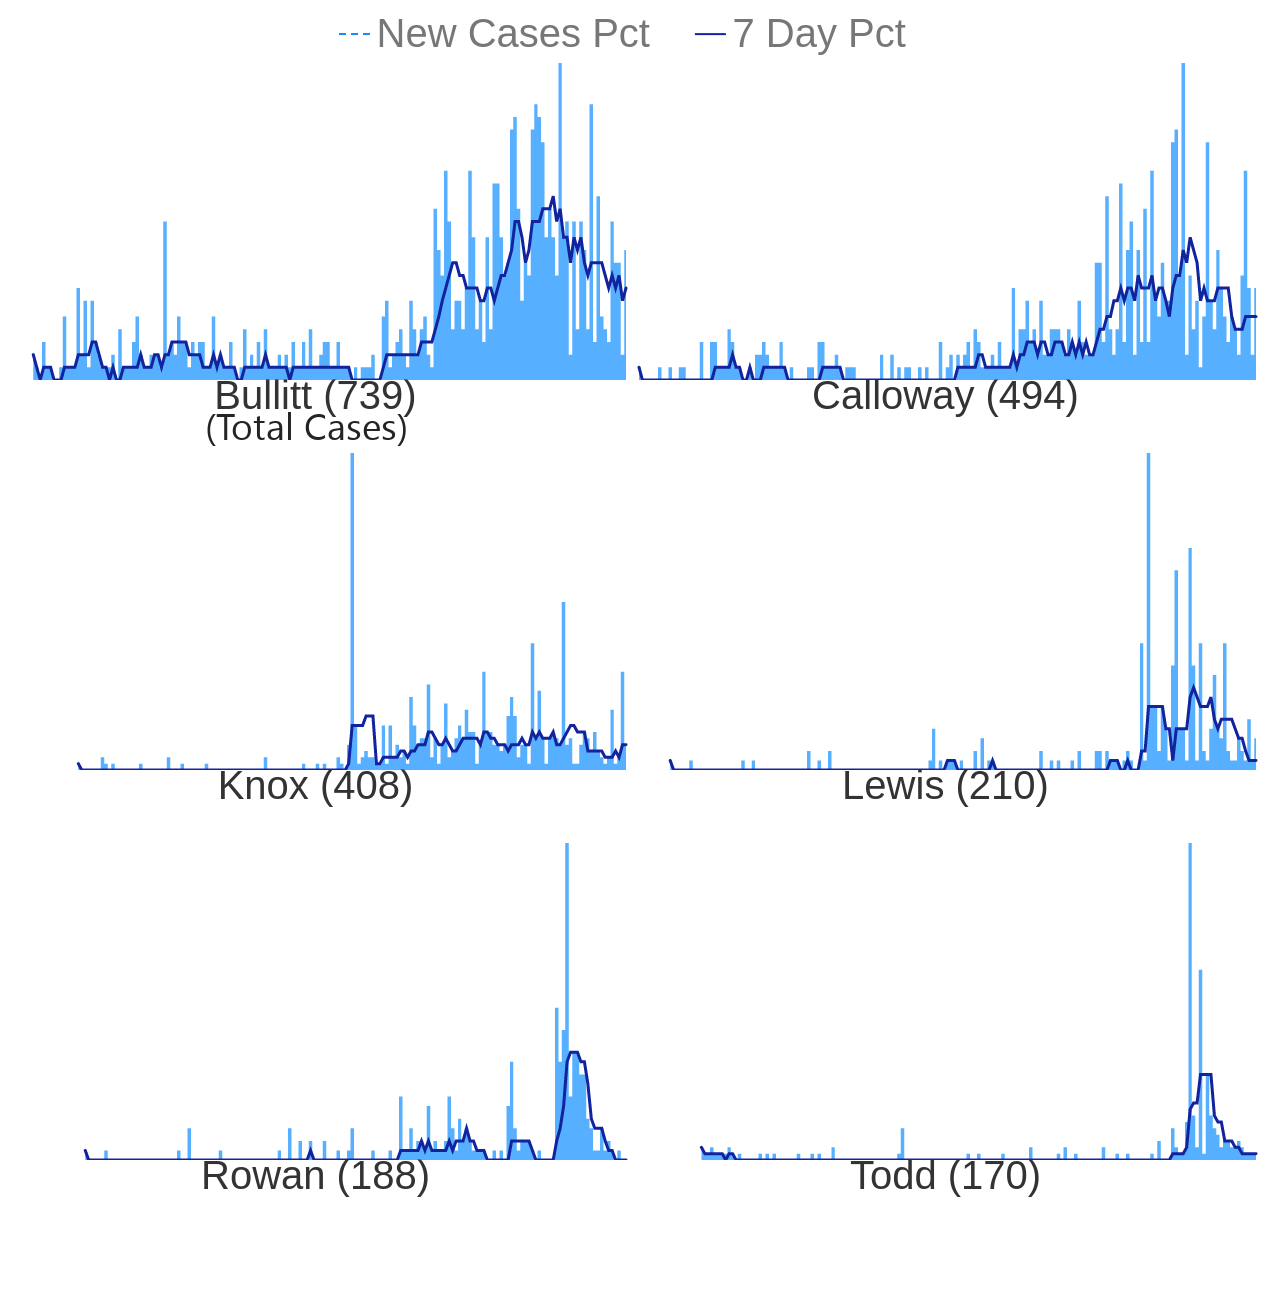 New Cases Pct 7 Day Pct
Bullitt (739) Calloway (494)
(Total Cases)
Knox (408) Lewis (210)
Rowan (188) Todd (170)